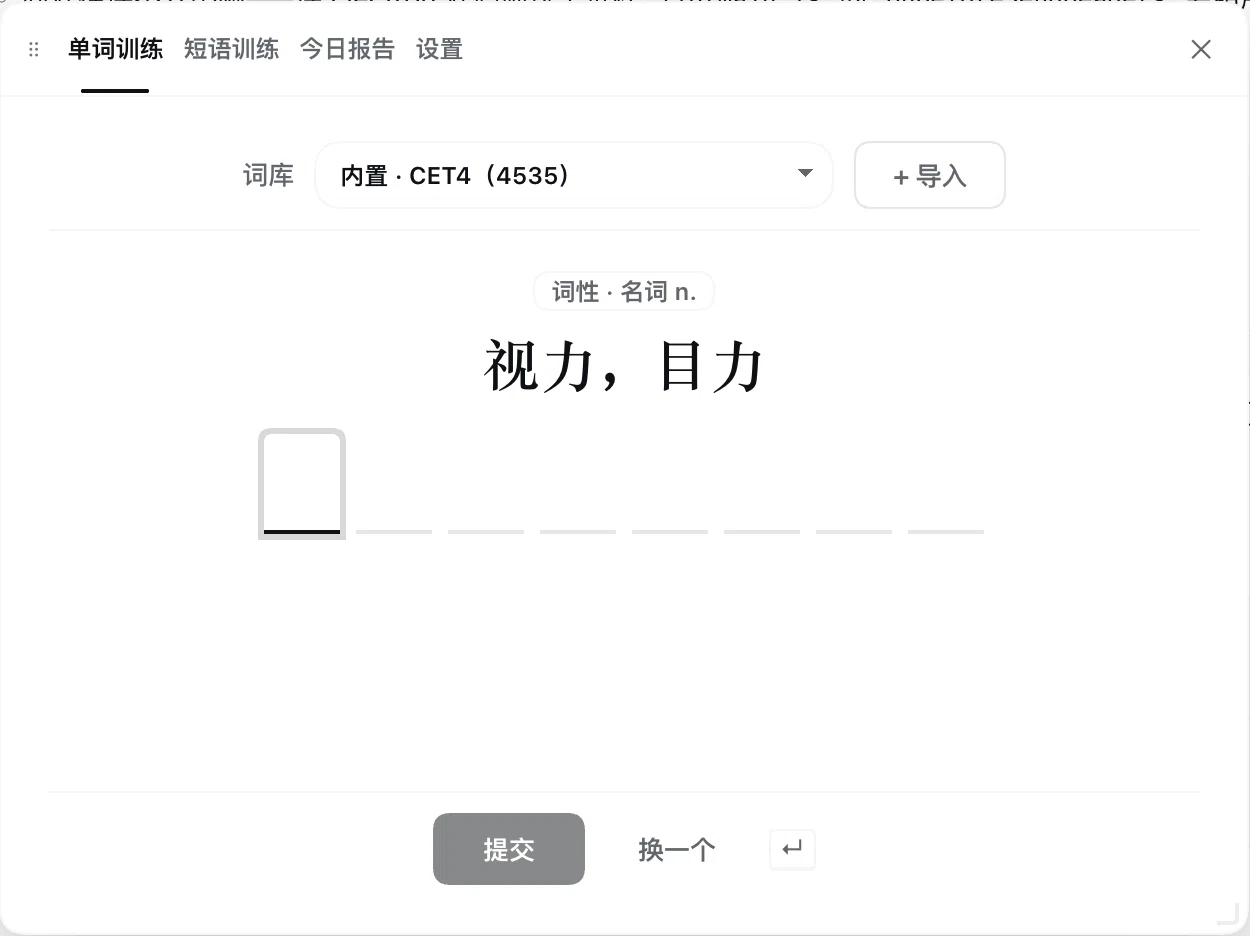 单词训练 短语训练 今日报告 设置
词库 内置 · CET4（4535） + 导入
词性 · 名词 n.
视力，目力
提交 换一个